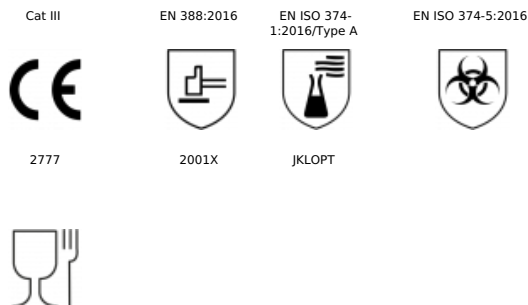 Cat III
EN 388:2016
EN ISO 374-
1:2016/Type A
EN ISO 374-5:2016
CE
2777
2001X
JKLOPT